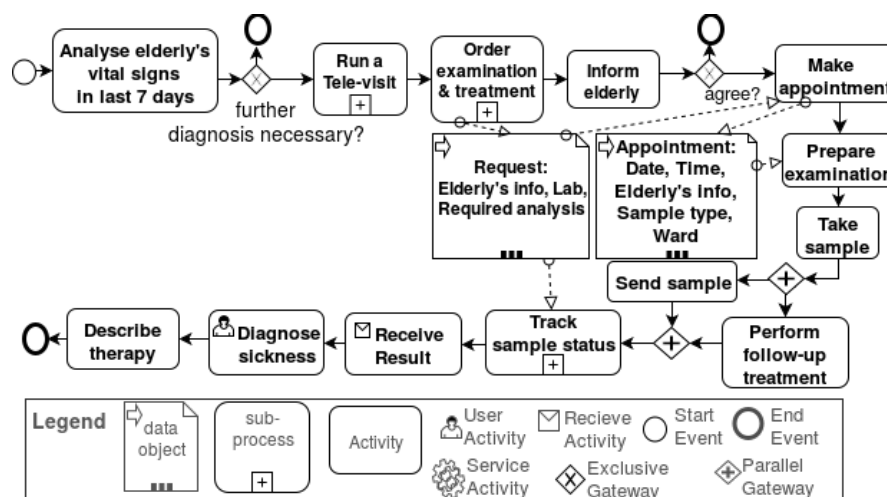 Analyse elderly's
vital signs
in last 7 days
further
diagnosis necessary?
Run a
Tele-visit
Order
examination
& treatment
Inform
elderly
agree?
Make
appointment
Request:
Elderly's info, Lab,
Required analysis
Appointment:
Date, Time,
Elderly's info,
Sample type,
Ward
Prepare
examination
Take
sample
Send sample
Perform
follow-up
treatment
Track
sample status
Receive
Result
Diagnose
sickness
Describe
therapy
Legend
data
object
sub-
process
Activity
User
Activity
Recieve
Activity
Start
Event
End
Event
Service
Activity
Exclusive
Gateway
Parallel
Gateway